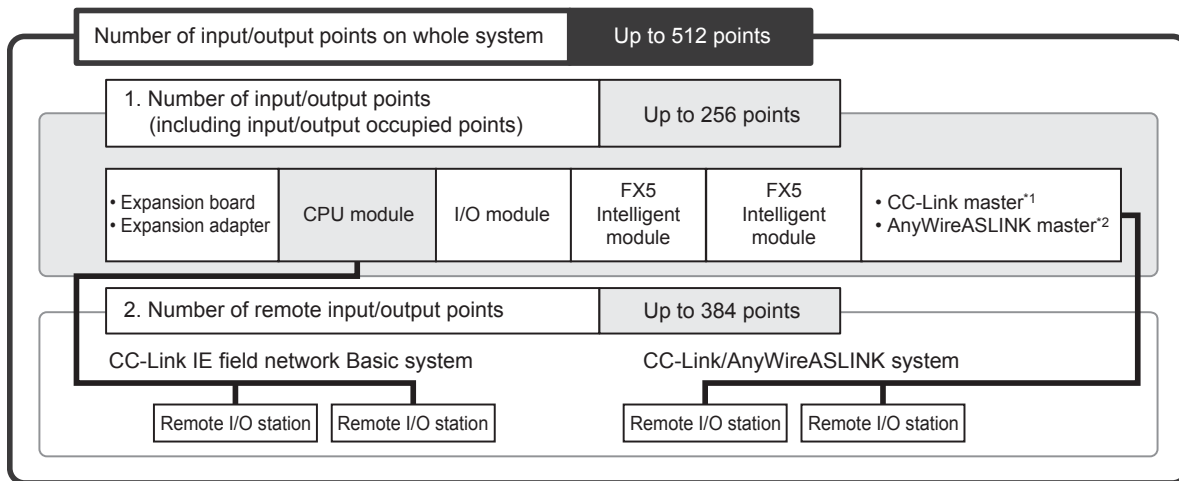 Number of input/output points on whole system
Up to 512 points
1. Number of input/output points
(including input/output occupied points)
Up to 256 points
• Expansion board
• Expansion adapter
CPU module
I/O module
FX5
Intelligent
module
FX5
Intelligent
module
• CC-Link master*1
• AnyWireASLINK master*2
2. Number of remote input/output points
Up to 384 points
CC-Link IE field network Basic system
CC-Link/AnyWireASLINK system
Remote I/O station
Remote I/O station
Remote I/O station
Remote I/O station